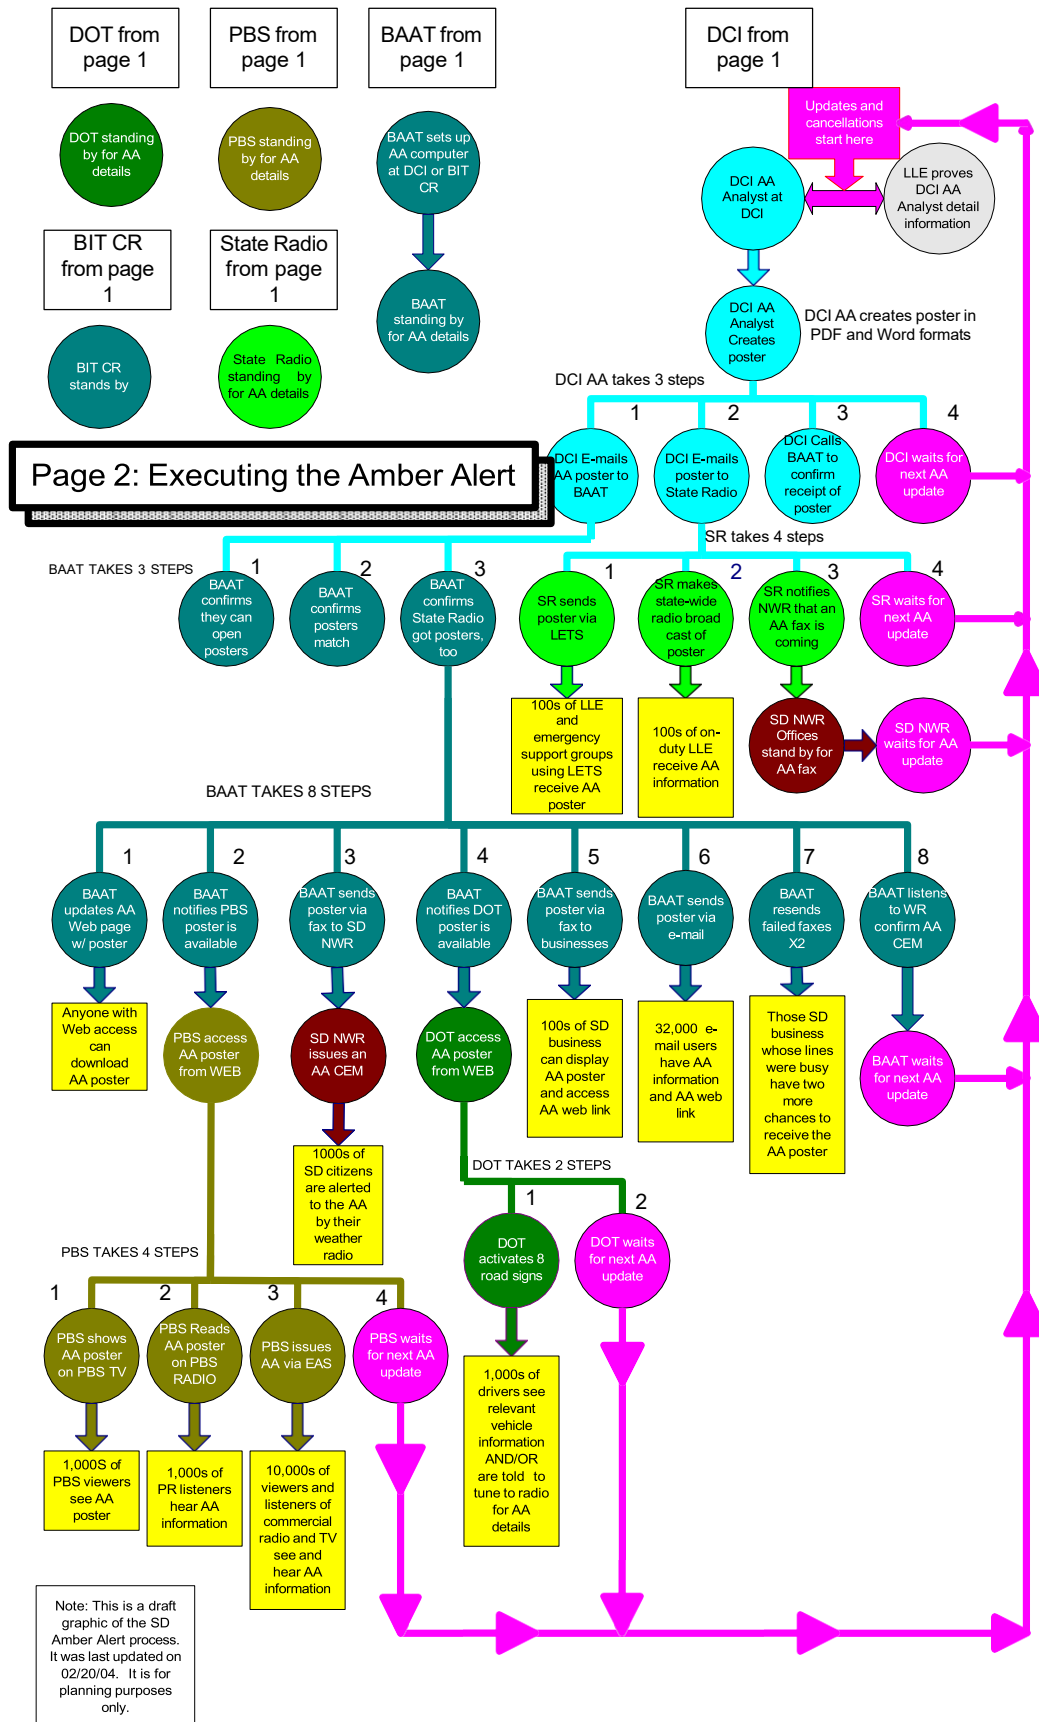 DOT from
page 1
PBS from
page 1
BAAT from
page 1
DCI from
page 1
Updates and
cancellations
start here
DOT standing
by for AA
details
PBS standing
by for AA
details
BAAT sets up
AA computer
at DCI or BIT
CR
DCI AA
Analyst at
DCI
LLE proves
DCI AA
Analyst detail
information
BIT CR
from page
1
State Radio
from page
1
BAAT
standing by
for AA details
DCI AA
Analyst
Creates
poster
DCI AA creates poster in
PDF and Word formats
BIT CR
stands by
State Radio
standing by
for AA details
DCI AA takes 3 steps
1
2
3
4
Page 2: Executing the Amber Alert
DCI E-mails
AA poster to
BAAT
DCI E-mails
poster to
State Radio
DCI Calls
BAAT to
confirm
receipt of
poster
DCI waits for
next AA
update
SR takes 4 steps
BAAT TAKES 3 STEPS
1
2
3
1
2
3
4
BAAT
confirms
they can
open
posters
BAAT
confirms
posters
match
BAAT
confirms
State Radio
got posters,
too
SR sends
poster via
LETS
SR makes
state-wide
radio broad
cast of
poster
SR notifies
NWR that an
AA fax is
coming
SR waits for
next AA
update
100s of LLE
and
emergency
support groups
using LETS
receive AA
poster
100s of on-
duty LLE
receive AA
information
SD NWR
Offices
stand by for
AA fax
SD NWR
waits for AA
update
BAAT TAKES 8 STEPS
1
2
3
4
5
6
7
8
BAAT
updates AA
Web page
w/ poster
BAAT
notifies PBS
poster is
available
BAAT sends
poster via
fax to SD
NWR
BAAT
notifies DOT
poster is
available
BAAT sends
poster via
fax to
businesses
BAAT sends
poster via
e-mail
BAAT
resends
failed faxes
X2
BAAT listens
to WR
confirm AA
CEM
Anyone with
Web access
can
download
AA poster
PBS access
AA poster
from WEB
SD NWR
issues an
AA CEM
DOT access
AA poster
from WEB
100s of SD
business
can display
AA poster
and access
AA web link
32,000 e-
mail users
have AA
information
and AA web
link
Those SD
business
whose lines
were busy
have two
more
chances to
receive the
AA poster
BAAT waits
for next AA
update
1000s of
SD citizens
are alerted
to the AA
by their
weather
radio
DOT TAKES 2 STEPS
1
2
DOT
activates 8
road signs
DOT waits
for next AA
update
PBS TAKES 4 STEPS
1
2
3
4
PBS shows
AA poster
on PBS TV
PBS Reads
AA poster
on PBS
RADIO
PBS issues
AA via EAS
PBS waits
for next AA
update
1,000s of
drivers see
relevant
vehicle
information
AND/OR
are told to
tune to radio
for AA
details
1,000S of
PBS viewers
see AA
poster
1,000s of
PR listeners
hear AA
information
10,000s of
viewers and
listeners of
commercial
radio and TV
see and
hear AA
information
Note: This is a draft
graphic of the SD
Amber Alert process.
It was last updated on
02/20/04. It is for
planning purposes
only.